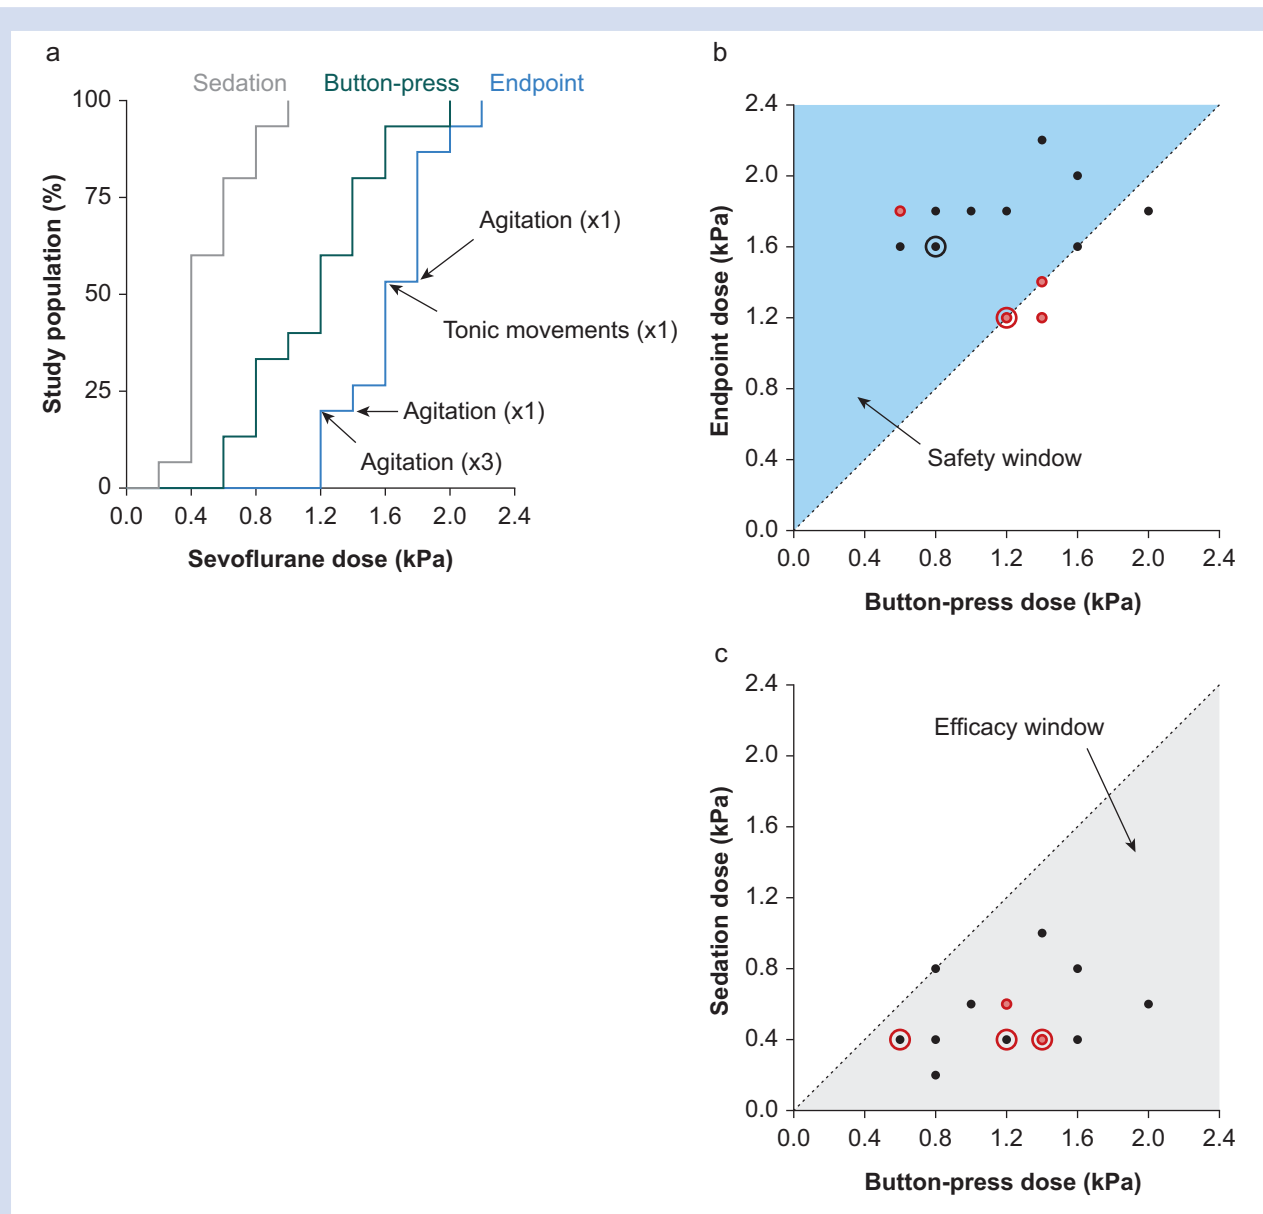 a
Sedation
Button-press
Endpoint
100
75
50
25
0
Study population (%)
Agitation (x1)
Tonic movements (x1)
Agitation (x1)
Agitation (x3)
0.0 0.4 0.8 1.2 1.6 2.0 2.4
Sevoflurane dose (kPa)
b
2.4
2.0
1.6
1.2
0.8
0.4
0.0
Endpoint dose (kPa)
Safety window
0.0 0.4 0.8 1.2 1.6 2.0 2.4
Button-press dose (kPa)
c
2.4
2.0
1.6
1.2
0.8
0.4
0.0
Sedation dose (kPa)
Efficacy window
0.0 0.4 0.8 1.2 1.6 2.0 2.4
Button-press dose (kPa)